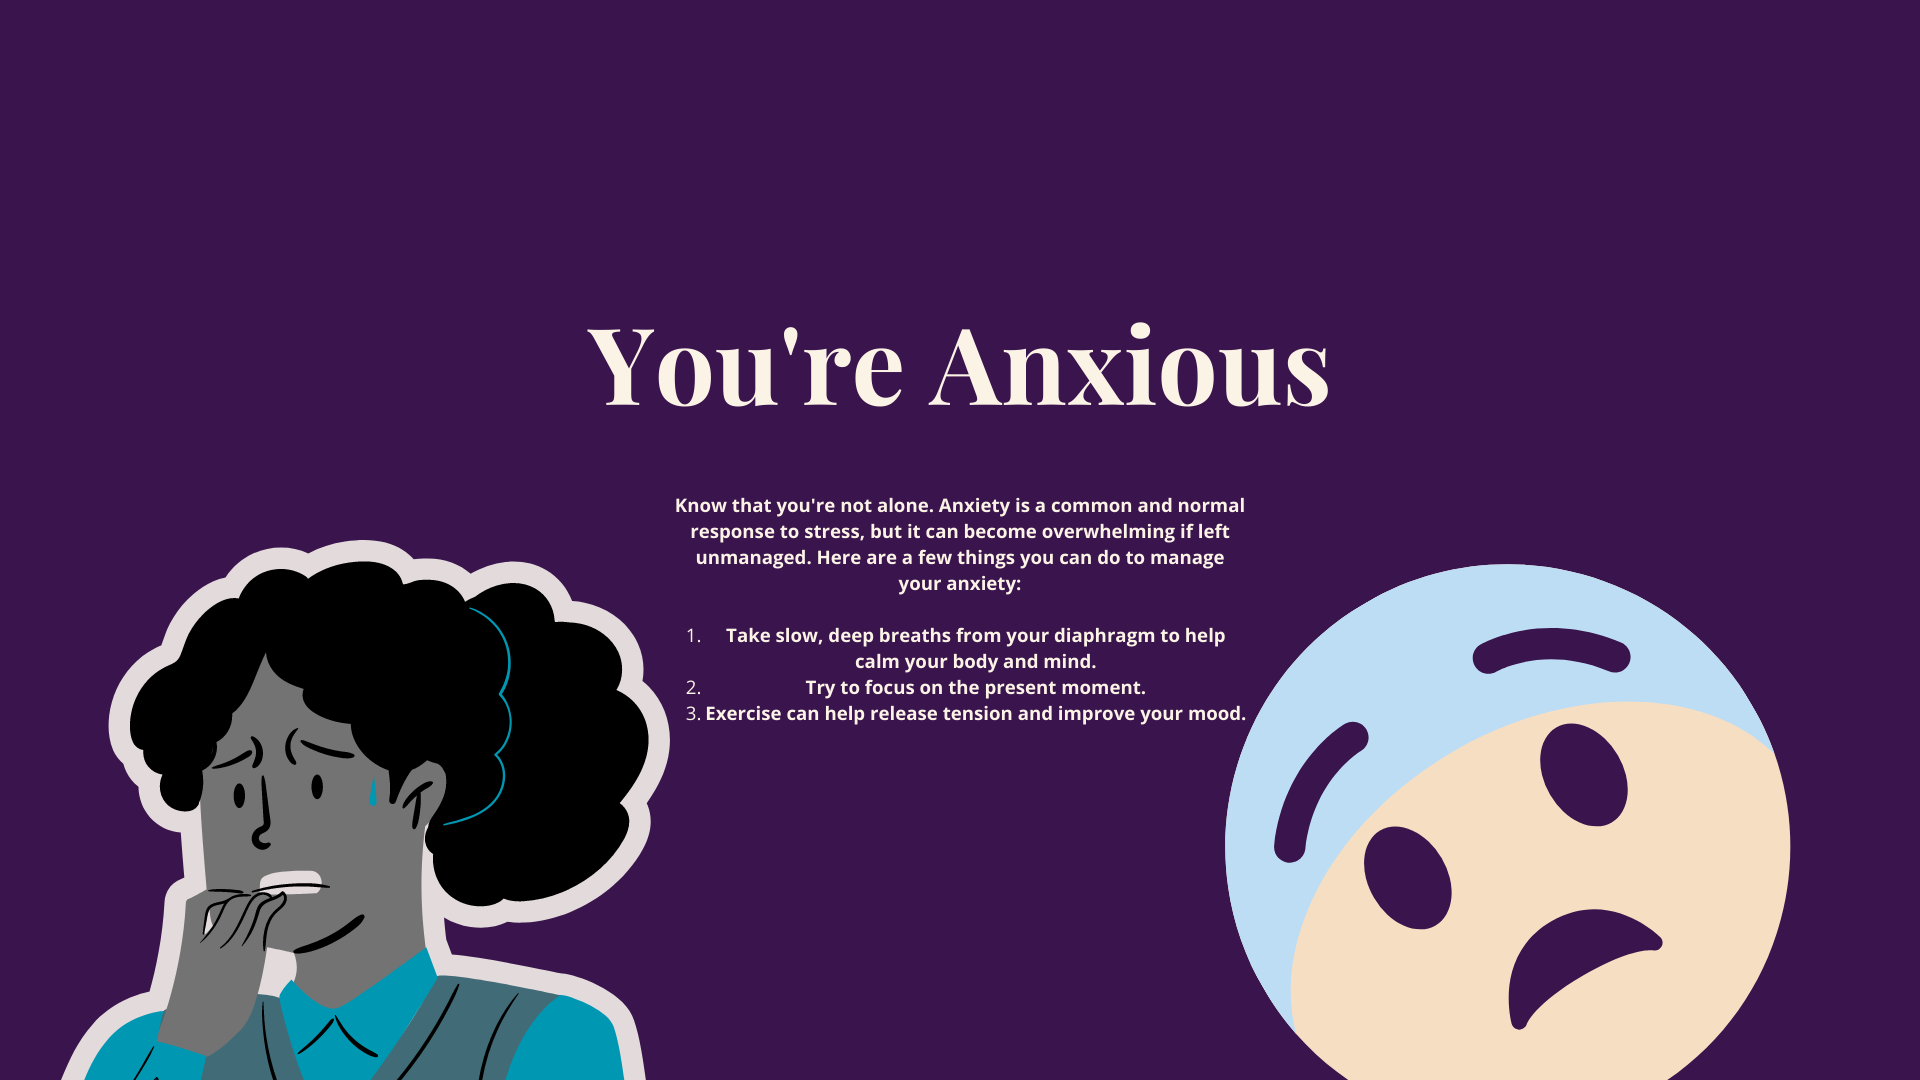 You're Anxious
Know that you're not alone. Anxiety is a common and normal
response to stress, but it can become overwhelming if left
unmanaged. Here are a few things you can do to manage
your anxiety:
1. Take slow, deep breaths from your diaphragm to help
calm your body and mind.
2. Try to focus on the present moment.
3. Exercise can help release tension and improve your mood.